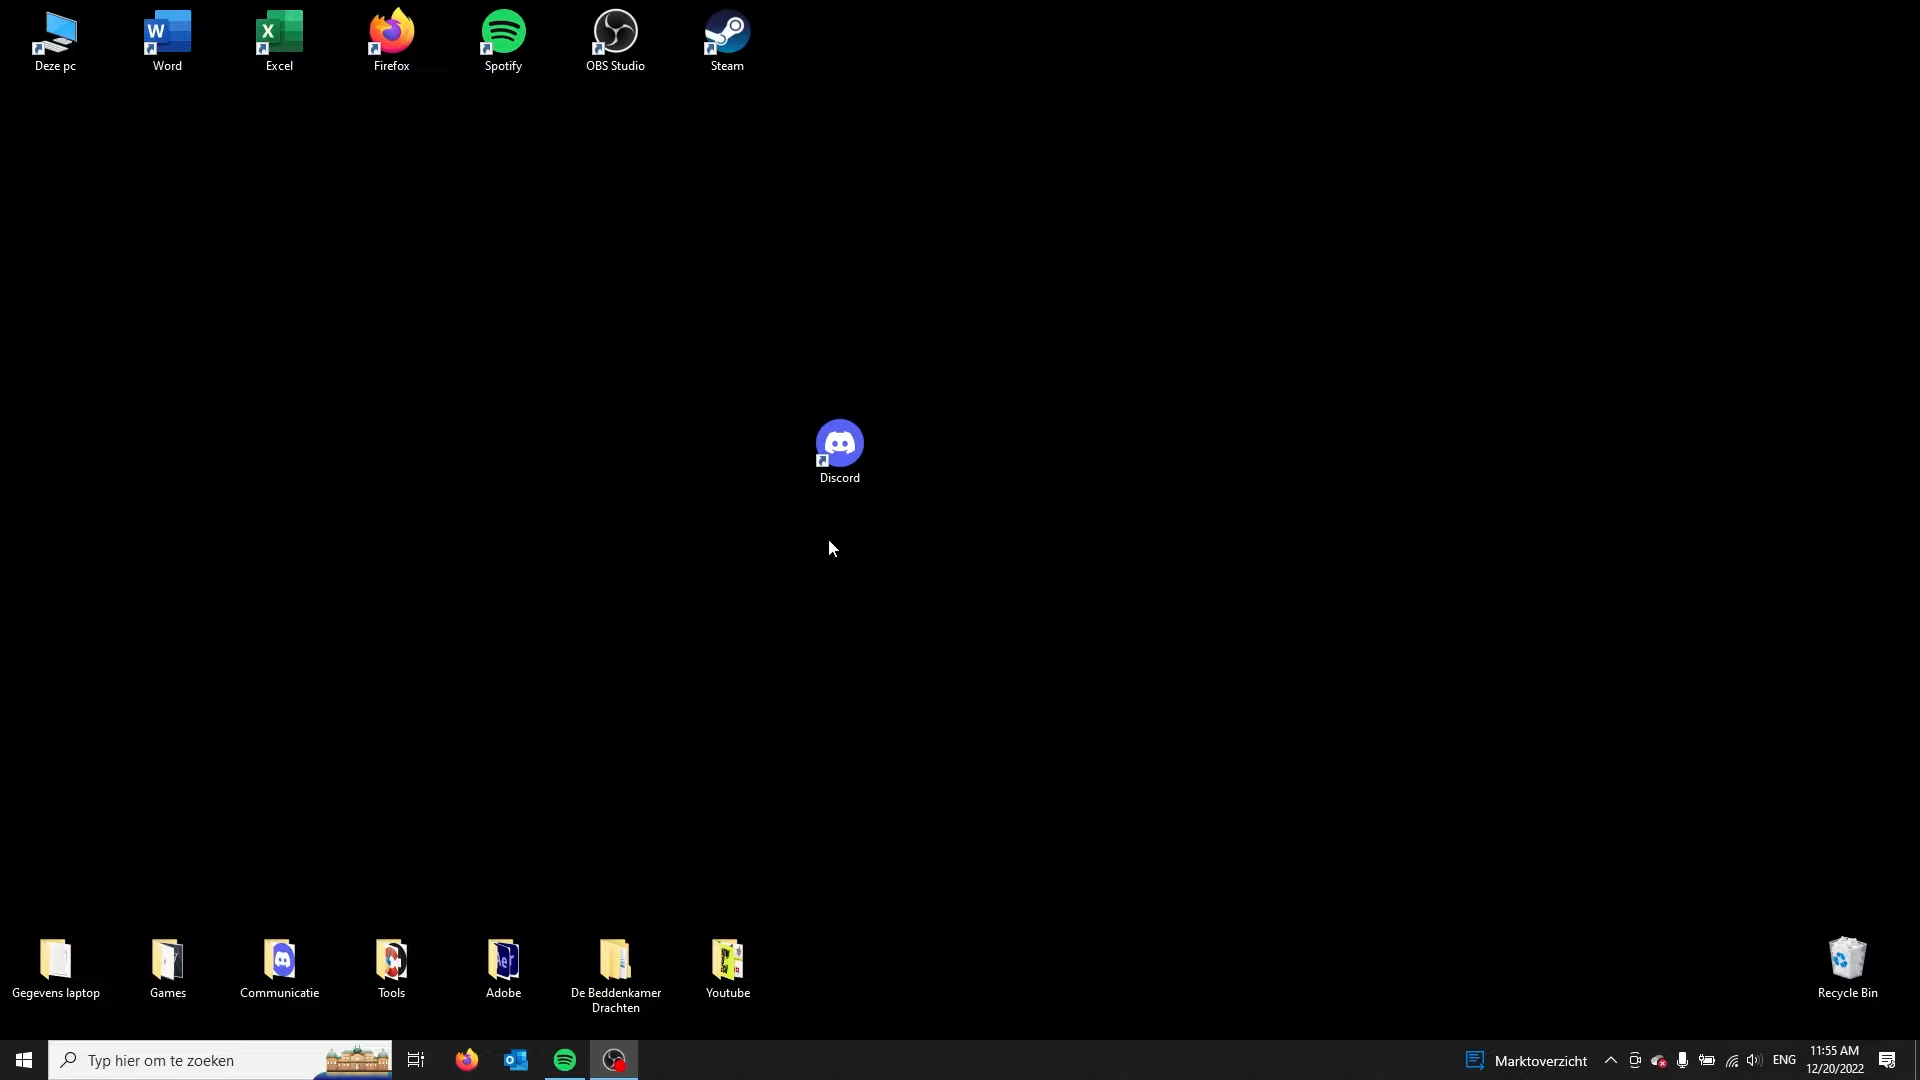 Deze pc
Word
Excel
Firefox
Spotify
OBS Studio
Steam
Discord
Gegevens laptop
Games
Communicatie
Tools
Adobe
De Beddenkamer
Drachten
Youtube
Recycle Bin
Typ hier om te zoeken
Marktoverzicht
ENG
11:55 AM
12/20/2022